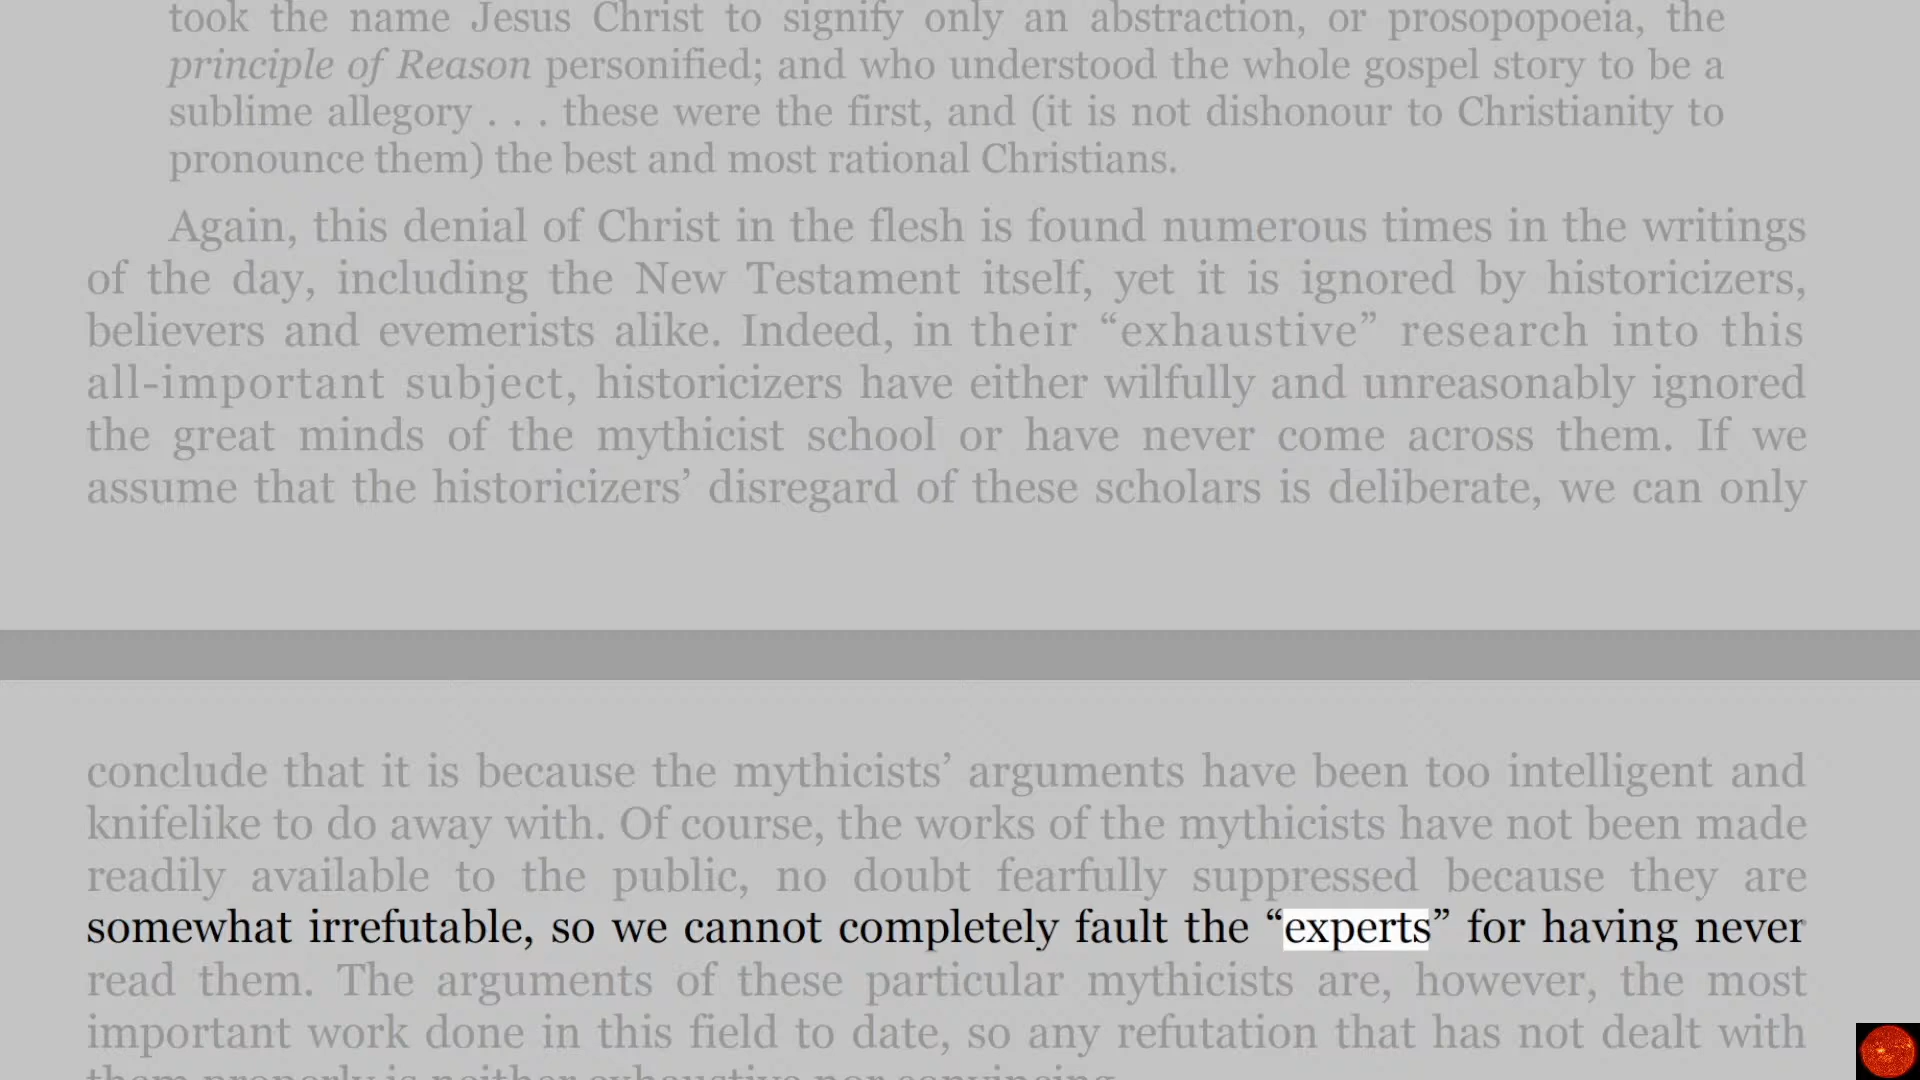 took the name Jesus Christ to signify only an abstraction, or prosopopoeia, the
principle of Reason personified; and who understood the whole gospel story to be a
sublime allegory . . . these were the first, and (it is not dishonour to Christianity to
pronounce them) the best and most rational Christians.
Again, this denial of Christ in the flesh is found numerous times in the writings
of the day, including the New Testament itself, yet it is ignored by historicizers,
believers and evemerists alike. Indeed, in their “exhaustive” research into this
all-important subject, historicizers have either wilfully and unreasonably ignored
the great minds of the mythicist school or have never come across them. If we
assume that the historicizers’ disregard of these scholars is deliberate, we can only
conclude that it is because the mythicists’ arguments have been too intelligent and
knifelike to do away with. Of course, the works of the mythicists have not been made
readily available to the public, no doubt fearfully suppressed because they are
somewhat irrefutable, so we cannot completely fault the “experts” for having never
read them. The arguments of these particular mythicists are, however, the most
important work done in this field to date, so any refutation that has not dealt with
them properly is neither exhaustive nor convincing.